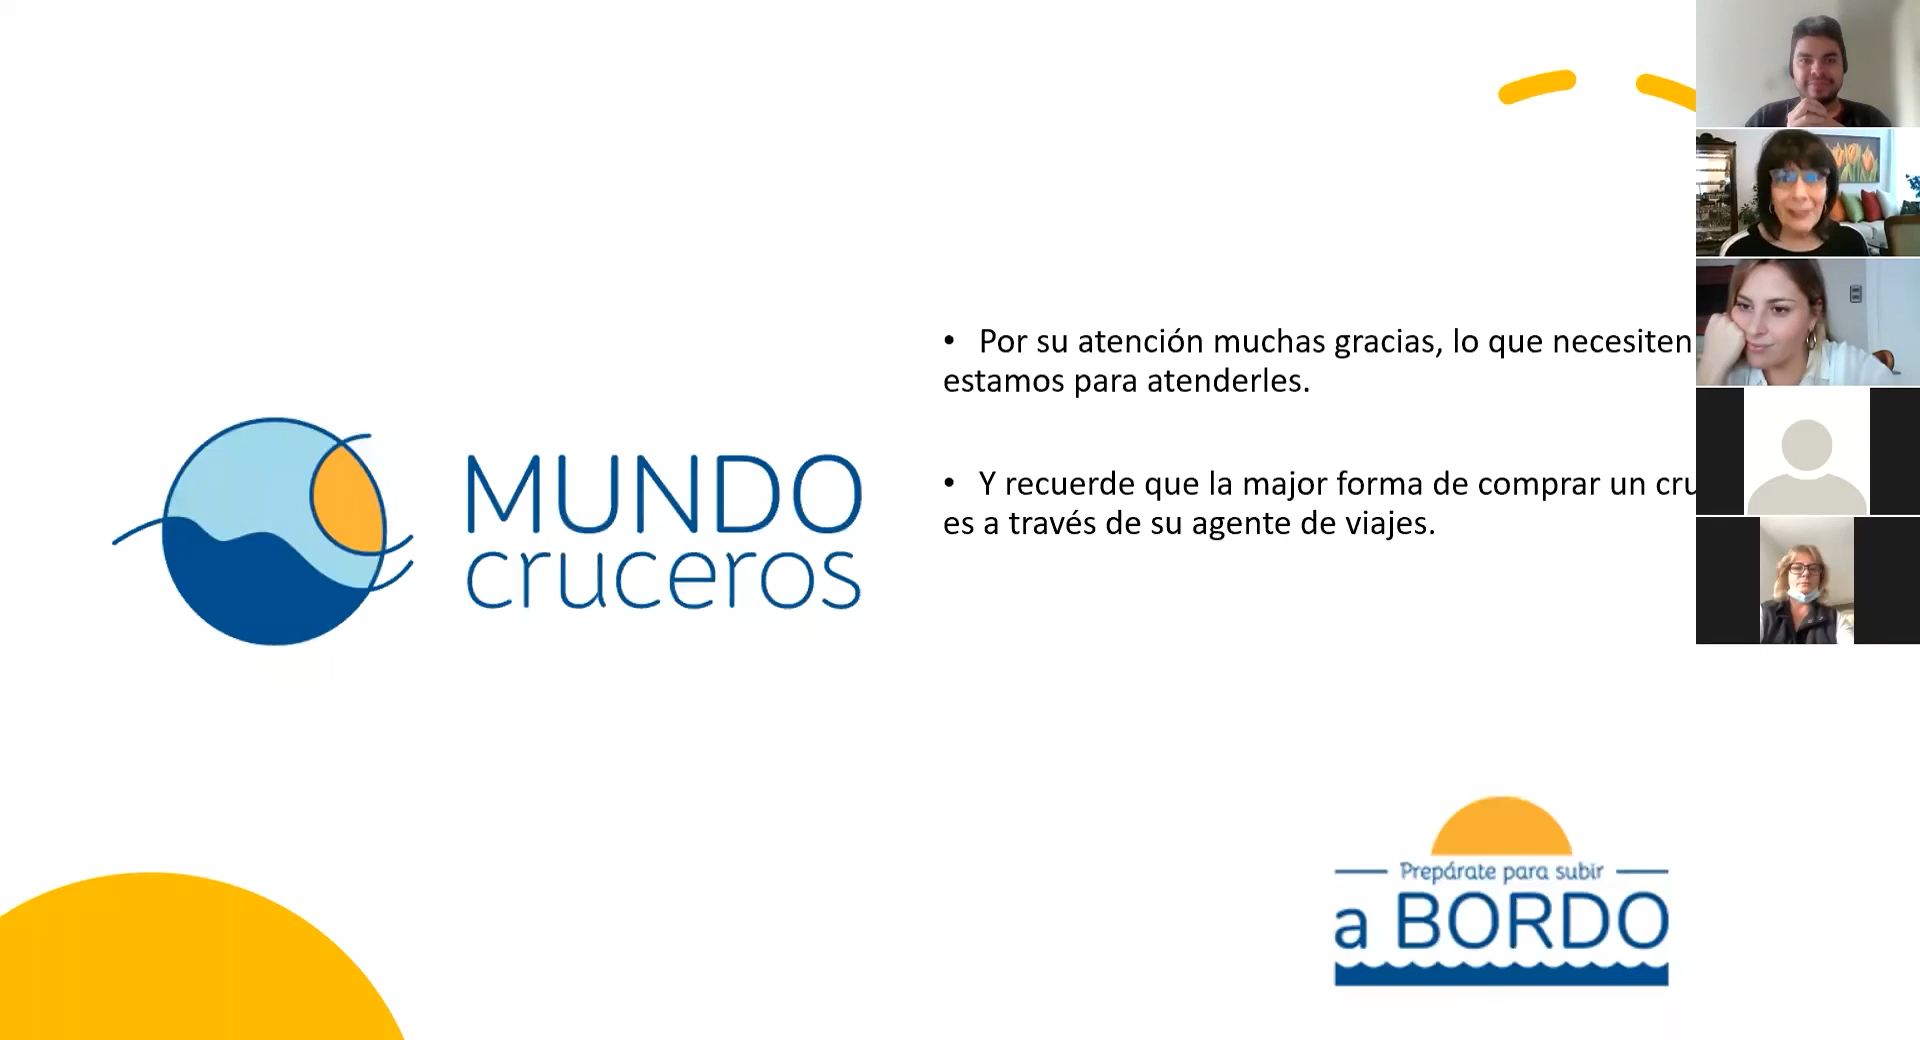 • Por su atención muchas gracias, lo que necesiten
estamos para atenderles.
• Y recuerde que la major forma de comprar un cru
es a través de su agente de viajes.
MUNDO
cruceros
Prepárate para subir
a BORDO